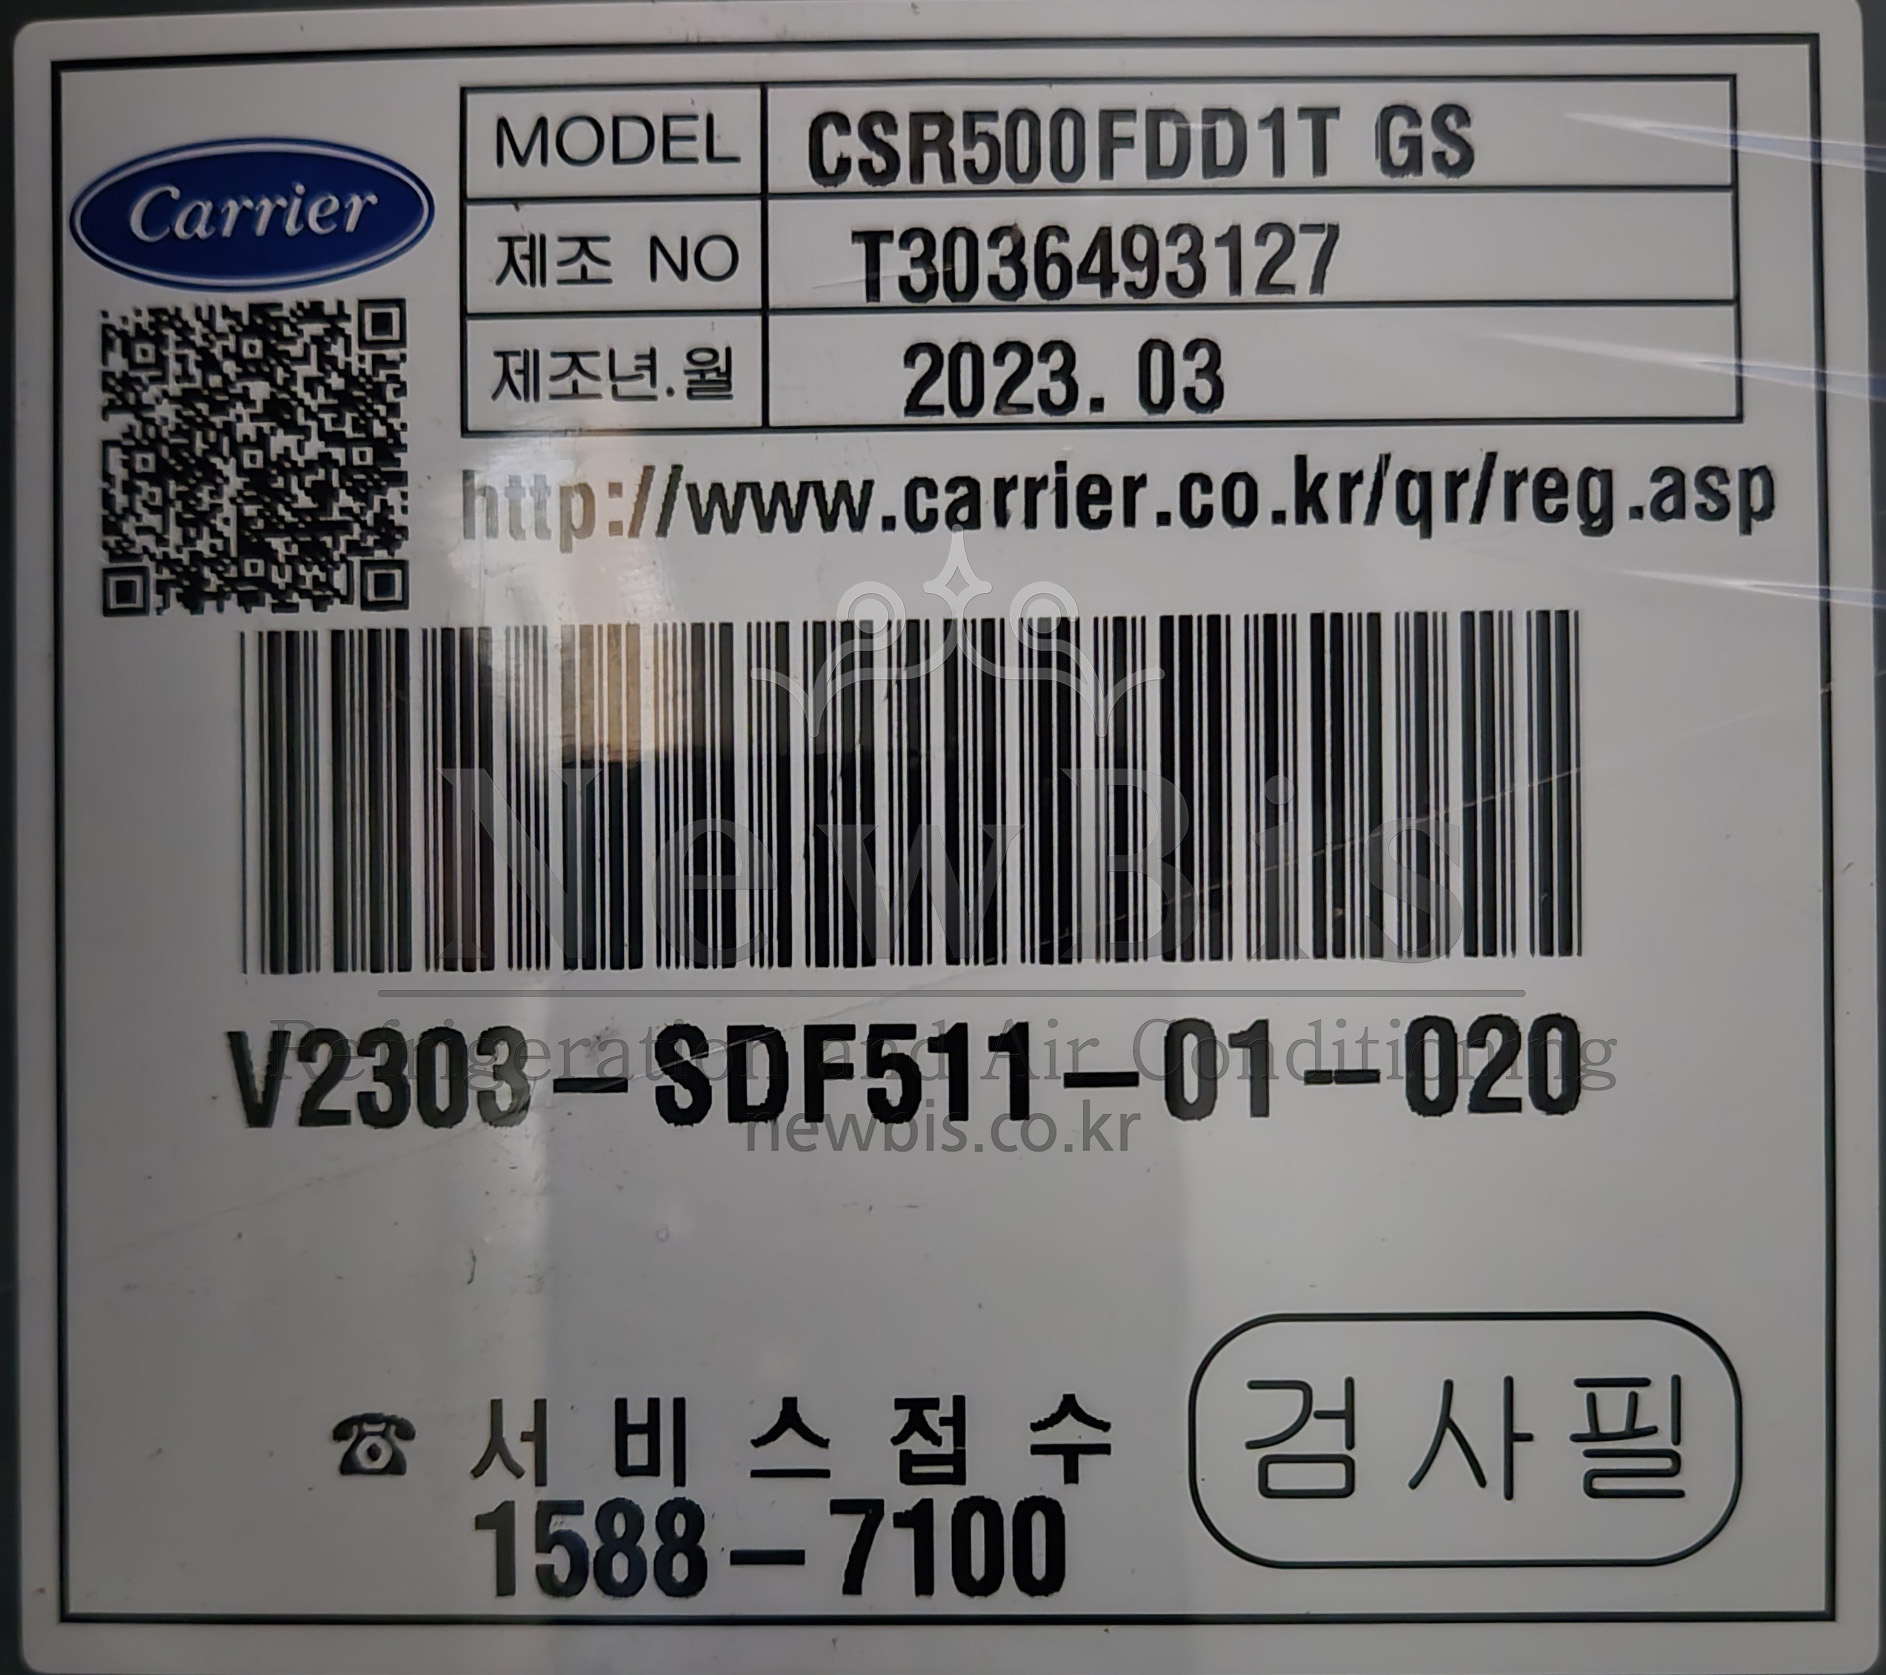 Carrier
MODEL CSR500FDD1T GS
제조 NO T3036493127
제조년.월 2023. 03
http://www.carrier.co.kr/qr/reg.asp
NewBis
V2303-SDF511-01-020
Refrigeration and Air Conditioning
newbis.co.kr
☎ 서비스접수
1588-7100
검사필